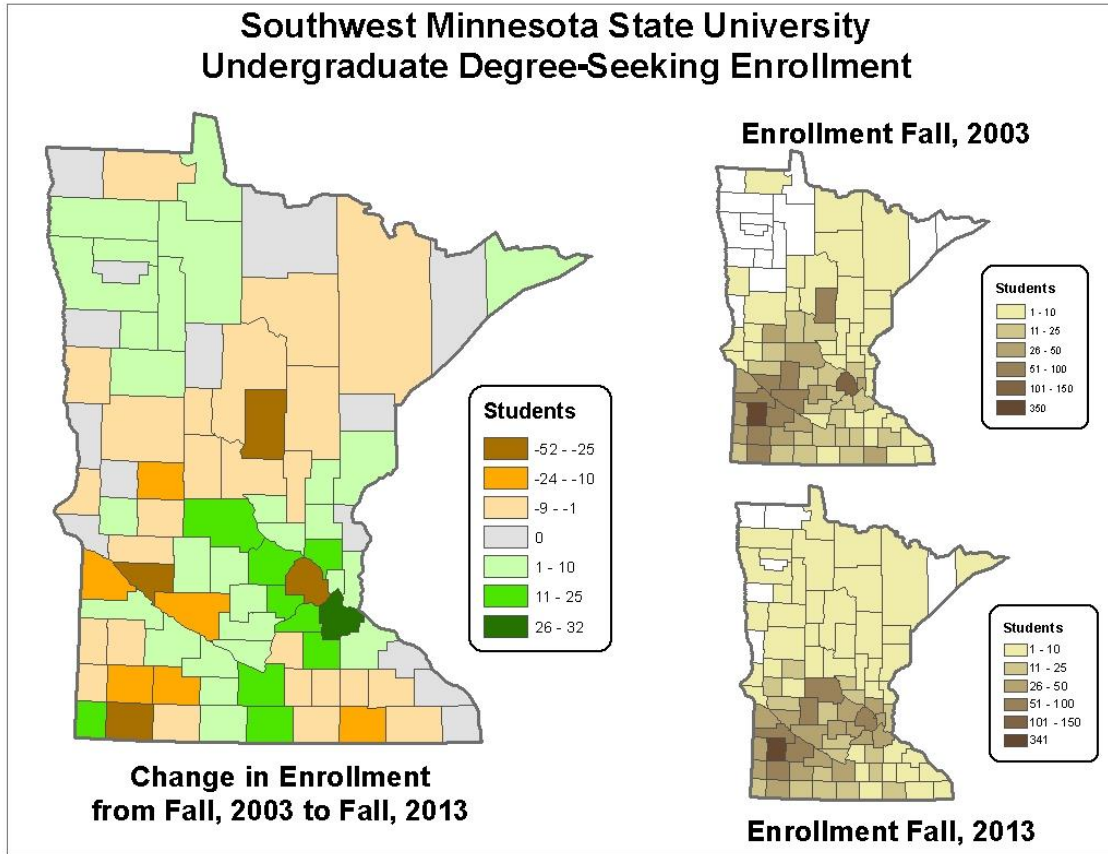 Southwest Minnesota State University
Undergraduate Degree-Seeking Enrollment
Enrollment Fall, 2003
Students
1 - 10
11 - 25
26 - 50
51 - 100
101 - 150
350
Students
-52 - -25
-24 - -10
-9 - -1
0
1 - 10
11 - 25
26 - 32
Students
1 - 10
11 - 25
26 - 50
51 - 100
101 - 150
341
Change in Enrollment
from Fall, 2003 to Fall, 2013
Enrollment Fall, 2013